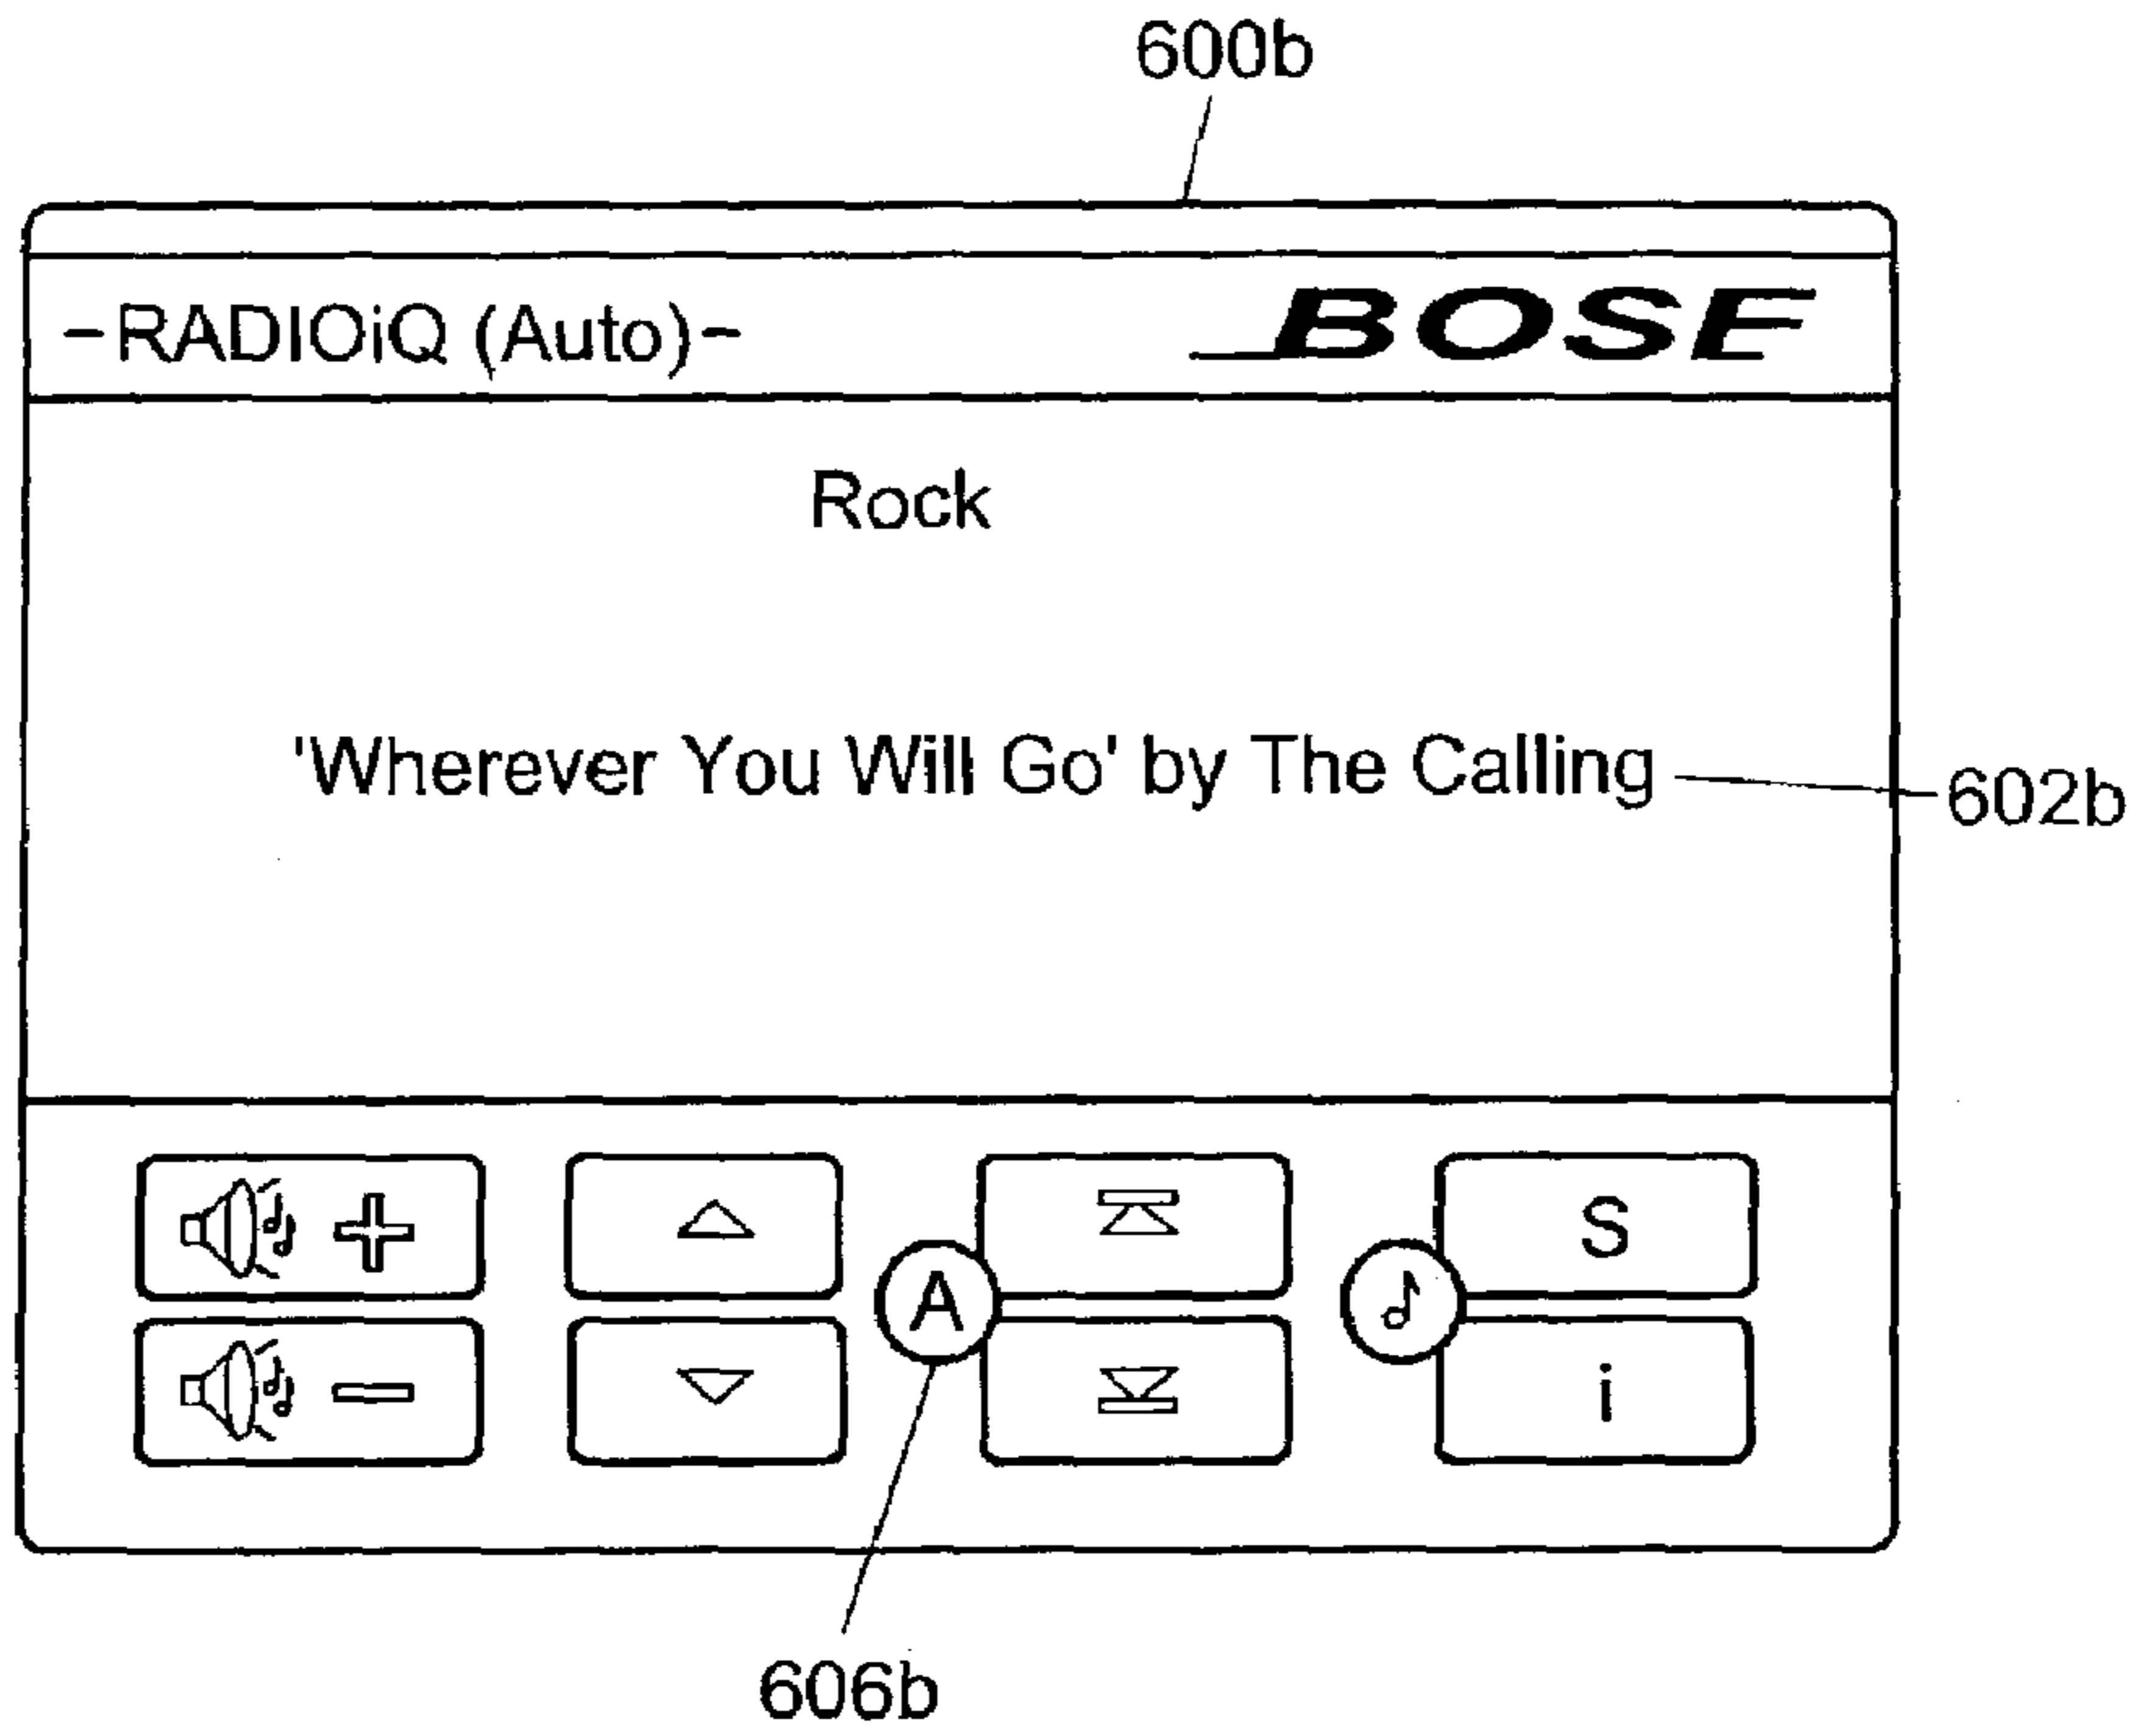 600b
-RADIOiQ (Auto)- BOSE
Rock
'Wherever You Will Go' by The Calling
602b
S
A
i
606b